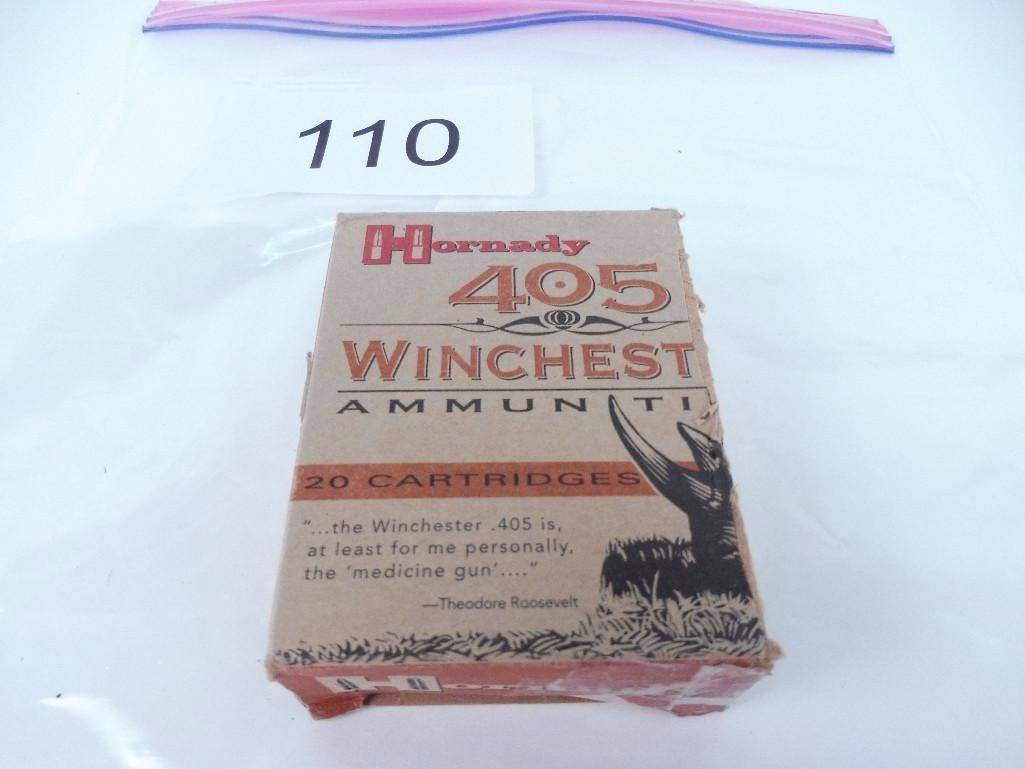 110
Hornady
405
WINCHEST
AMMUNITI
20 CARTRIDGES
"...the Winchester .405 is,
at least for me personally,
the 'medicine gun'...."
—Theodore Roosevelt